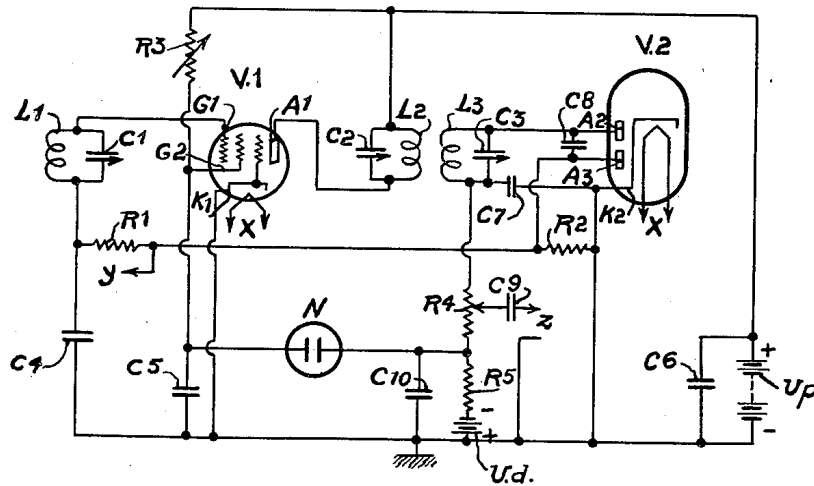 R3
V.1
V.2
L1
C1
G1
A1
G2
K1
X
C2
L2
L3
C3
C8
A2
A3
C7
K2
X
R1
y
R2
N
R4
C9
z
C4
C5
C10
R5
-
+
U.d.
C6
+
Up
-